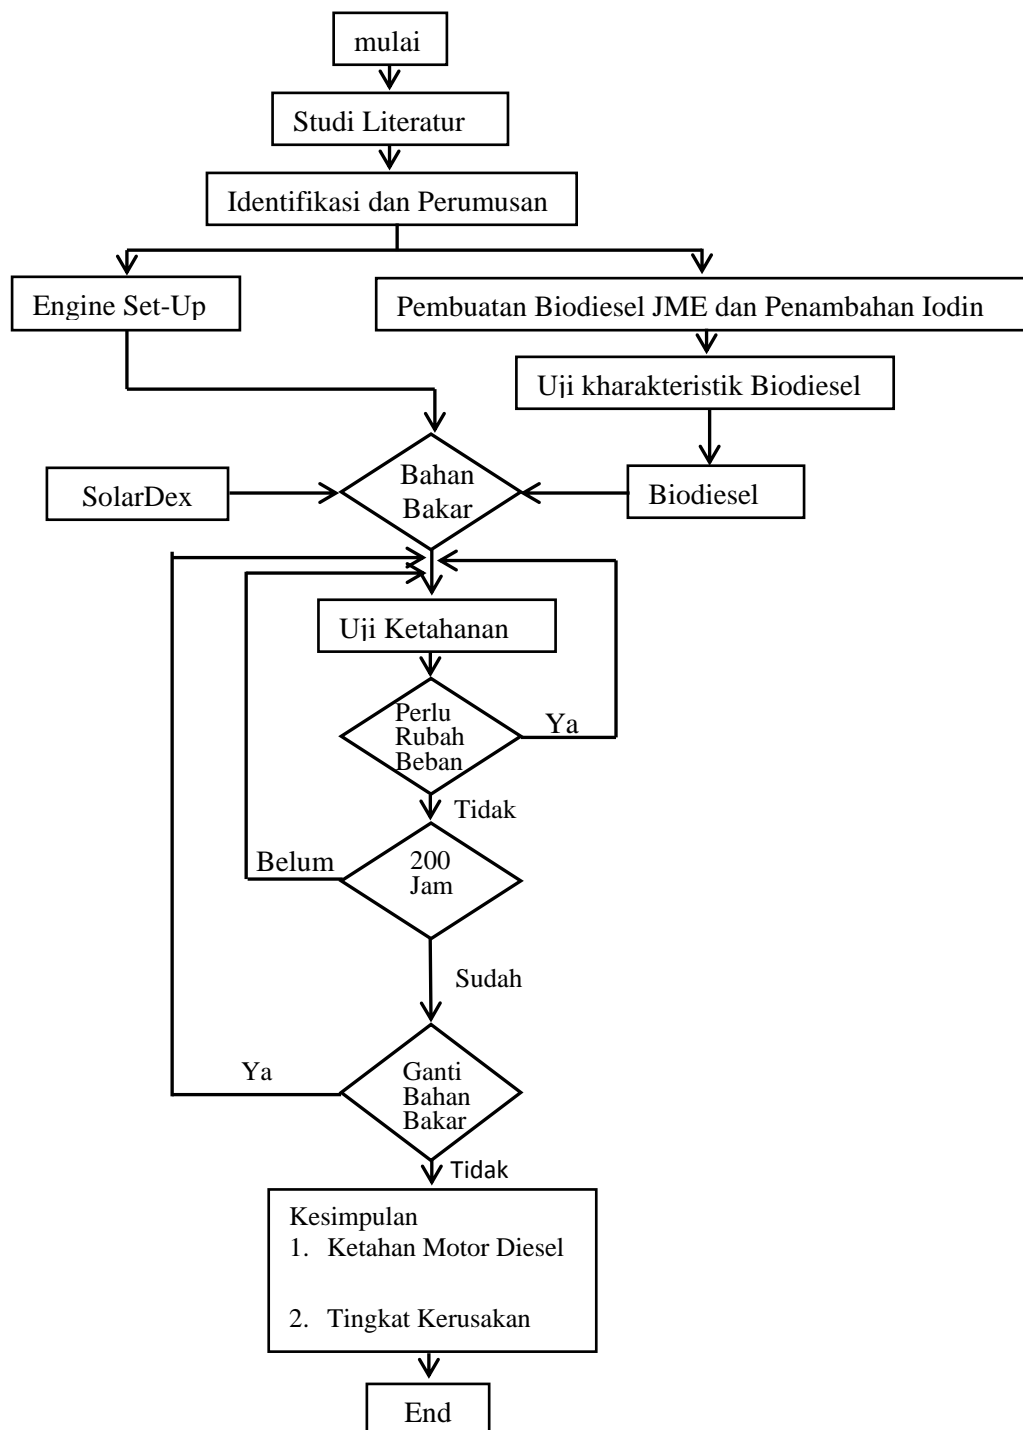 mulai
Studi Literatur
Identifikasi dan Perumusan
Engine Set-Up
Pembuatan Biodiesel JME dan Penambahan Iodin
Uji kharakteristik Biodiesel
SolarDex
Bahan
Bakar
Biodiesel
Uji Ketahanan
Perlu
Rubah
Beban
Ya
Tidak
Belum
200
Jam
Sudah
Ya
Ganti
Bahan
Bakar
Tidak
Kesimpulan
1. Ketahan Motor Diesel
2. Tingkat Kerusakan
End